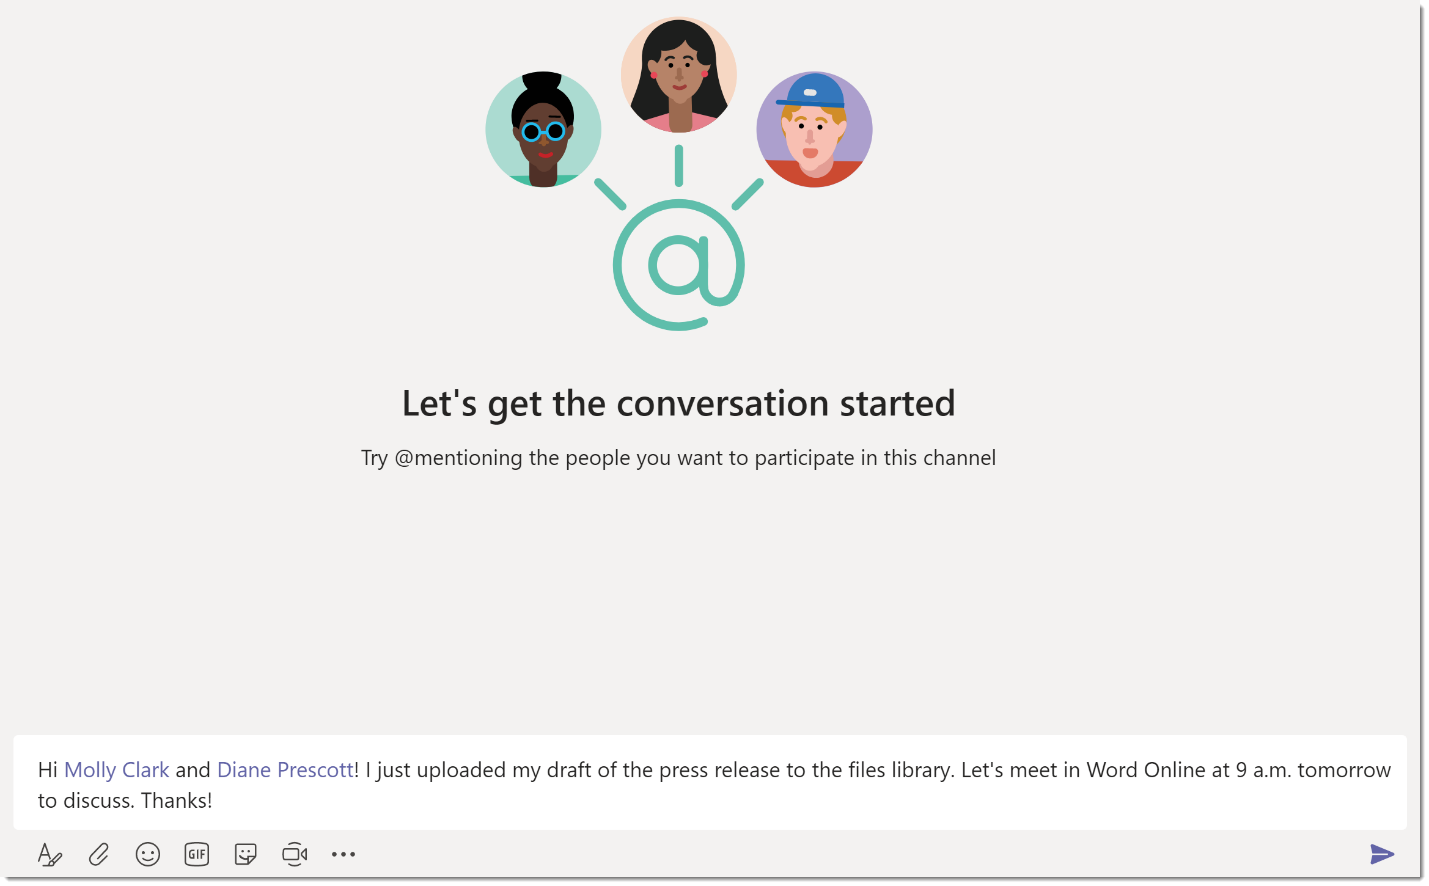 @
Let's get the conversation started
Try @mentioning the people you want to participate in this channel
Hi Molly Clark and Diane Prescott! I just uploaded my draft of the press release to the files library. Let's meet in Word Online at 9 a.m. tomorrow
to discuss. Thanks!
GIF